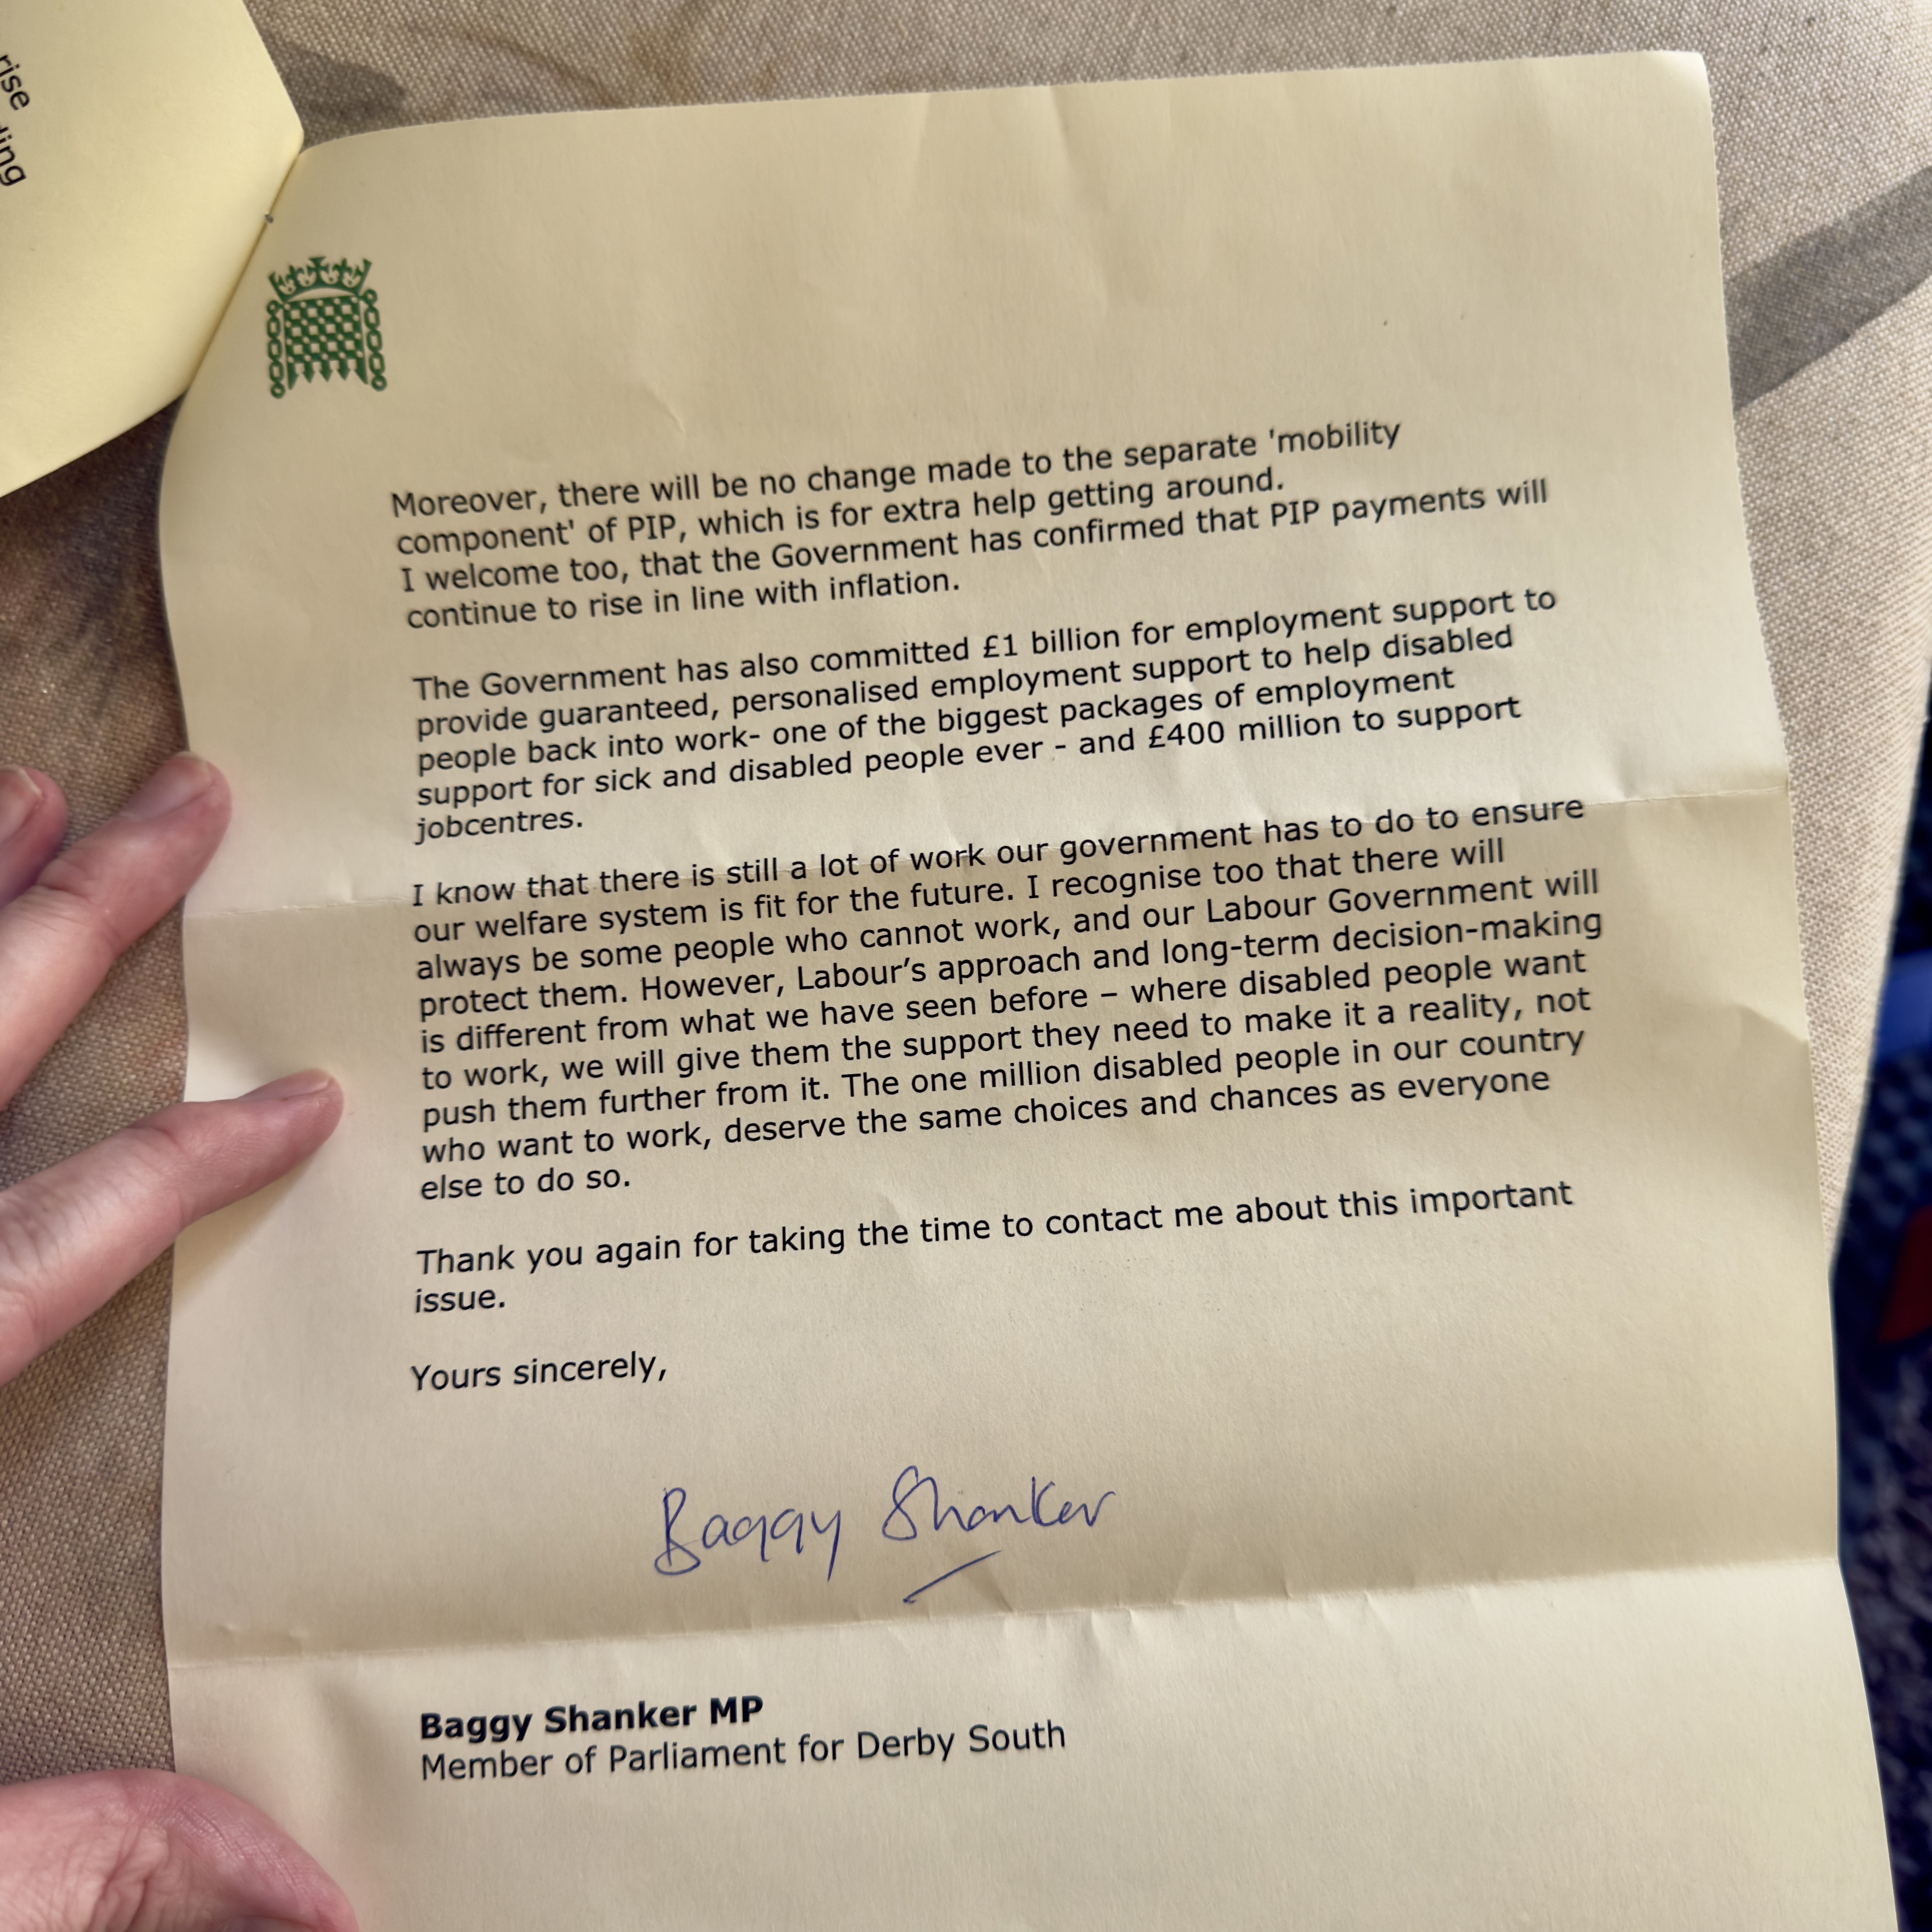 rise
ling
Moreover, there will be no change made to the separate 'mobility
component' of PIP, which is for extra help getting around.
I welcome too, that the Government has confirmed that PIP payments will
continue to rise in line with inflation.
The Government has also committed £1 billion for employment support to
provide guaranteed, personalised employment support to help disabled
people back into work- one of the biggest packages of employment
support for sick and disabled people ever - and £400 million to support
jobcentres.
I know that there is still a lot of work our government has to do to ensure
our welfare system is fit for the future. I recognise too that there will
always be some people who cannot work, and our Labour Government will
protect them. However, Labour’s approach and long-term decision-making
is different from what we have seen before – where disabled people want
to work, we will give them the support they need to make it a reality, not
push them further from it. The one million disabled people in our country
who want to work, deserve the same choices and chances as everyone
else to do so.
Thank you again for taking the time to contact me about this important
issue.
Yours sincerely,
Baggy Shanker
Baggy Shanker MP
Member of Parliament for Derby South